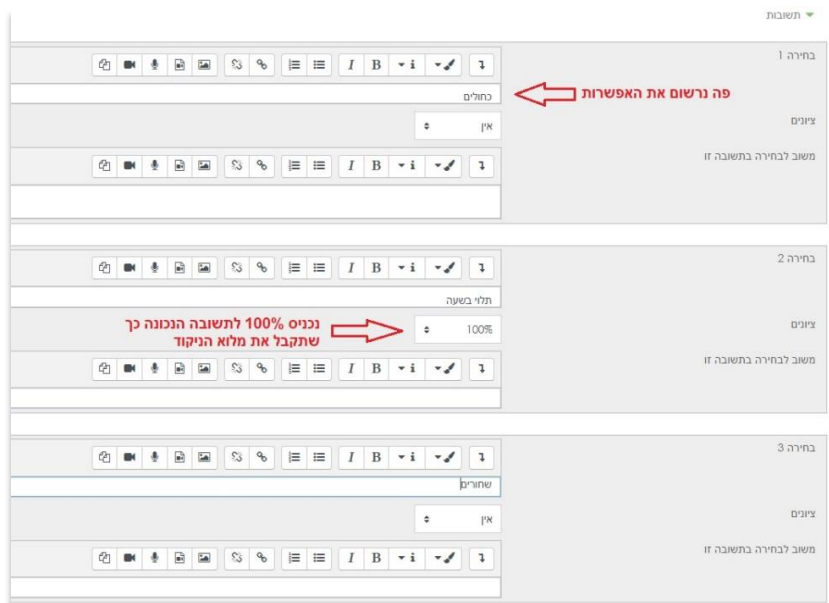 תשובות
בחירה 1
כחולים
פה נרשום את האפשרות
ציונים
אין
משוב לבחירה בתשובה זו
בחירה 2
תלוי בשעה
ציונים
100%
נכניס 100% לתשובה הנכונה כך
שתקבל את מלוא הניקוד
משוב לבחירה בתשובה זו
בחירה 3
שחורים
ציונים
אין
משוב לבחירה בתשובה זו